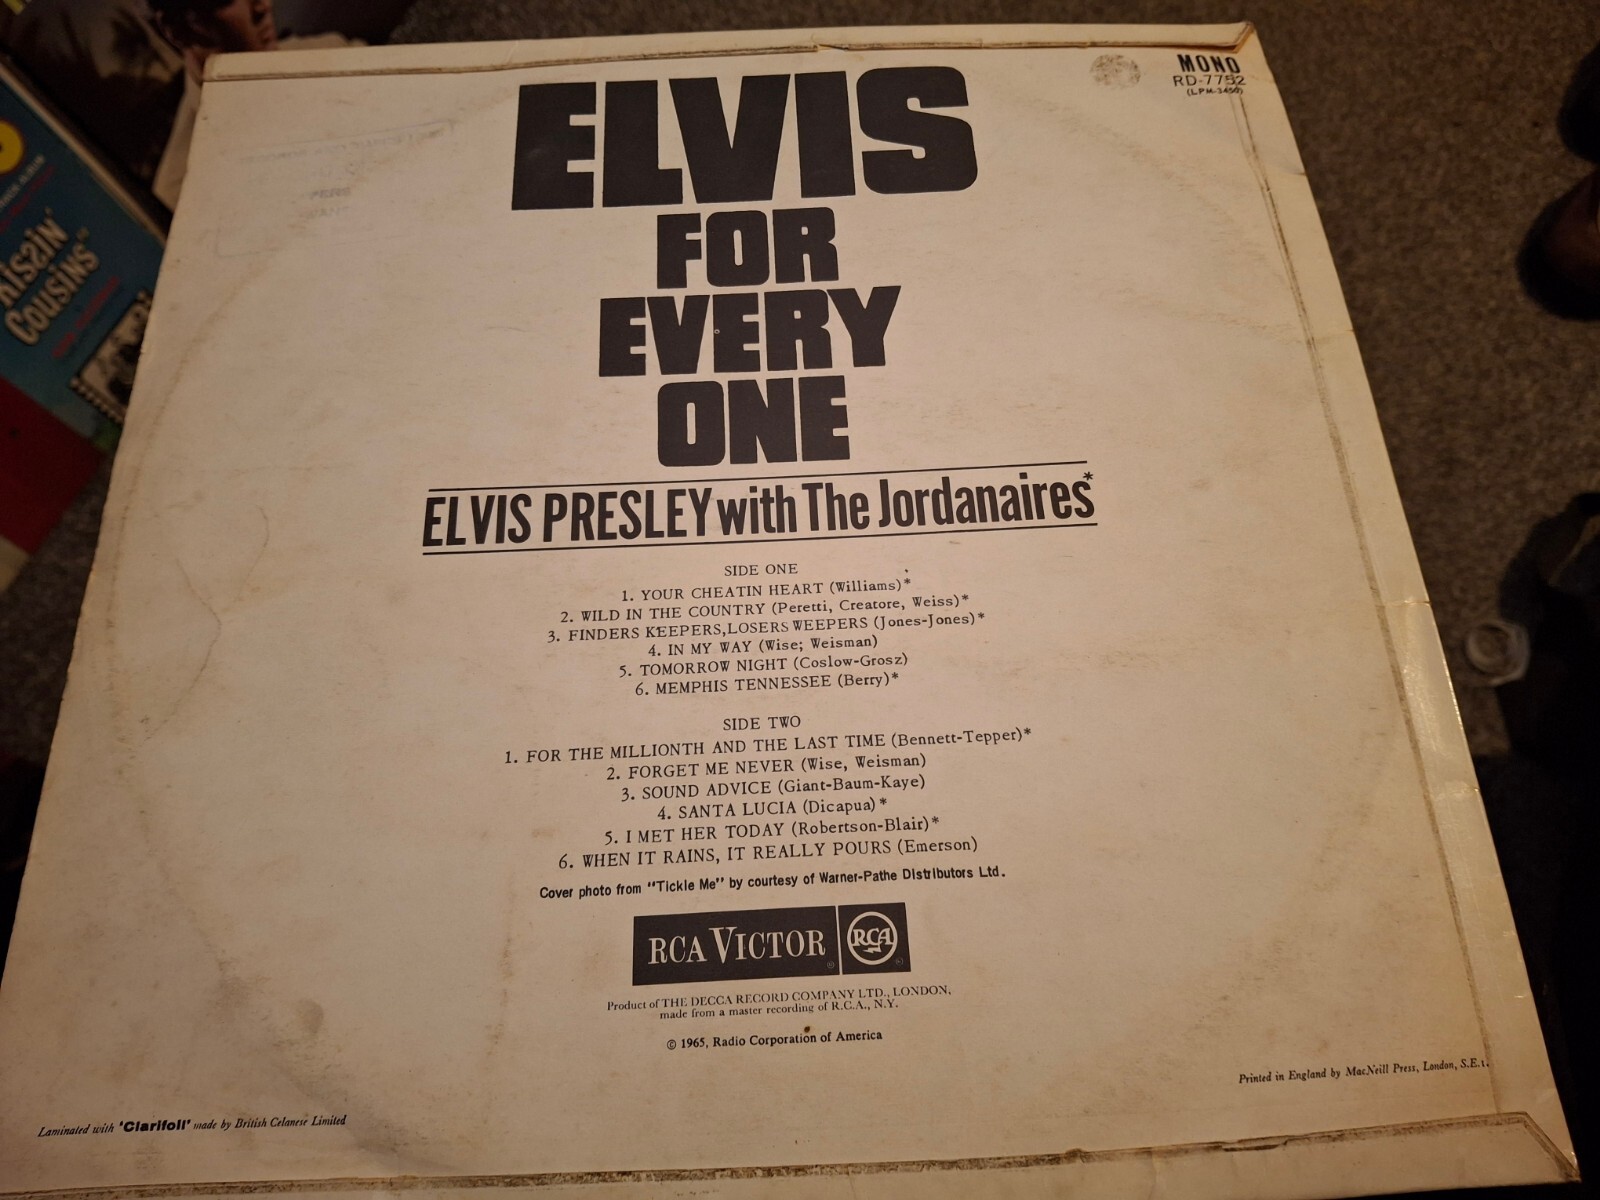 MONO
RD-7752
(LPM-3450)
ELVIS
FOR
EVERY
ONE
ELVIS PRESLEY with The Jordanaires*
SIDE ONE
1. YOUR CHEATIN HEART (Williams)*
2. WILD IN THE COUNTRY (Peretti, Creatore, Weiss)*
3. FINDERS KEEPERS,LOSERS WEEPERS (Jones-Jones)*
4. IN MY WAY (Wise; Weisman)
5. TOMORROW NIGHT (Coslow-Grosz)
6. MEMPHIS TENNESSEE (Berry)*
SIDE TWO
1. FOR THE MILLIONTH AND THE LAST TIME (Bennett-Tepper)*
2. FORGET ME NEVER (Wise, Weisman)
3. SOUND ADVICE (Giant-Baum-Kaye)
4. SANTA LUCIA (Dicapua)*
5. I MET HER TODAY (Robertson-Blair)*
6. WHEN IT RAINS, IT REALLY POURS (Emerson)
Cover photo from "Tickle Me" by courtesy of Warner-Pathe Distributors Ltd.
RCA VICTOR RCA
Product of THE DECCA RECORD COMPANY LTD., LONDON,
made from a master recording of R.C.A., N.Y.
© 1965, Radio Corporation of America
Printed in England by MacNeill Press, London, S.E.1.
Laminated with 'Clarifoil' made by British Celanese Limited
Kissin'
Cousins"